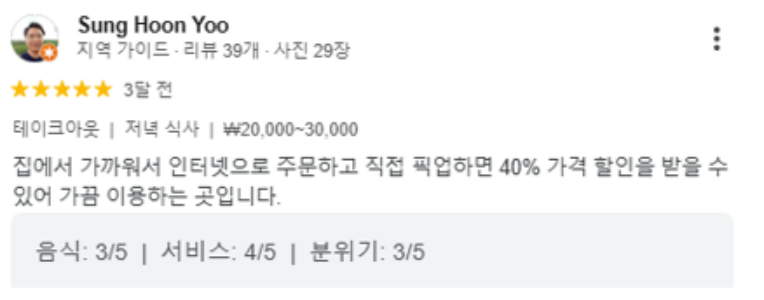 Sung Hoon Yoo
지역 가이드 · 리뷰 39개 · 사진 29장
3달 전
테이크아웃 | 저녁 식사 | ₩20,000~30,000
집에서 가까워서 인터넷으로 주문하고 직접 픽업하면 40% 가격 할인을 받을 수
있어 가끔 이용하는 곳입니다.
음식: 3/5 | 서비스: 4/5 | 분위기: 3/5